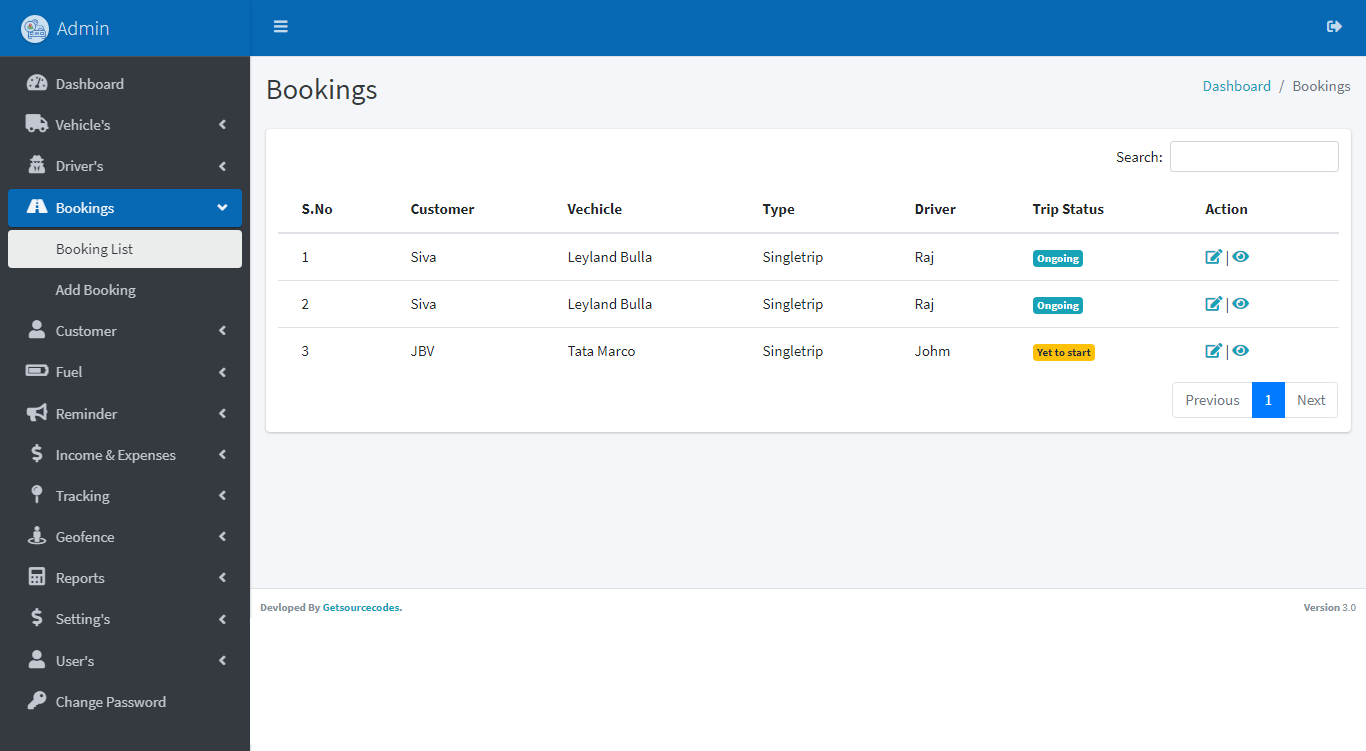 Admin
Dashboard
Vehicle's
Driver's
Bookings
Booking List
Add Booking
Customer
Fuel
Reminder
Income & Expenses
Tracking
Geofence
Reports
Setting's
User's
Change Password
Bookings
Dashboard / Bookings
Search:
S.No Customer Vechicle Type Driver Trip Status Action
1 Siva Leyland Bulla Singletrip Raj Ongoing |
2 Siva Leyland Bulla Singletrip Raj Ongoing |
3 JBV Tata Marco Singletrip Johm Yet to start |
Previous 1 Next
Devloped By Getsourcecodes. Version 3.0